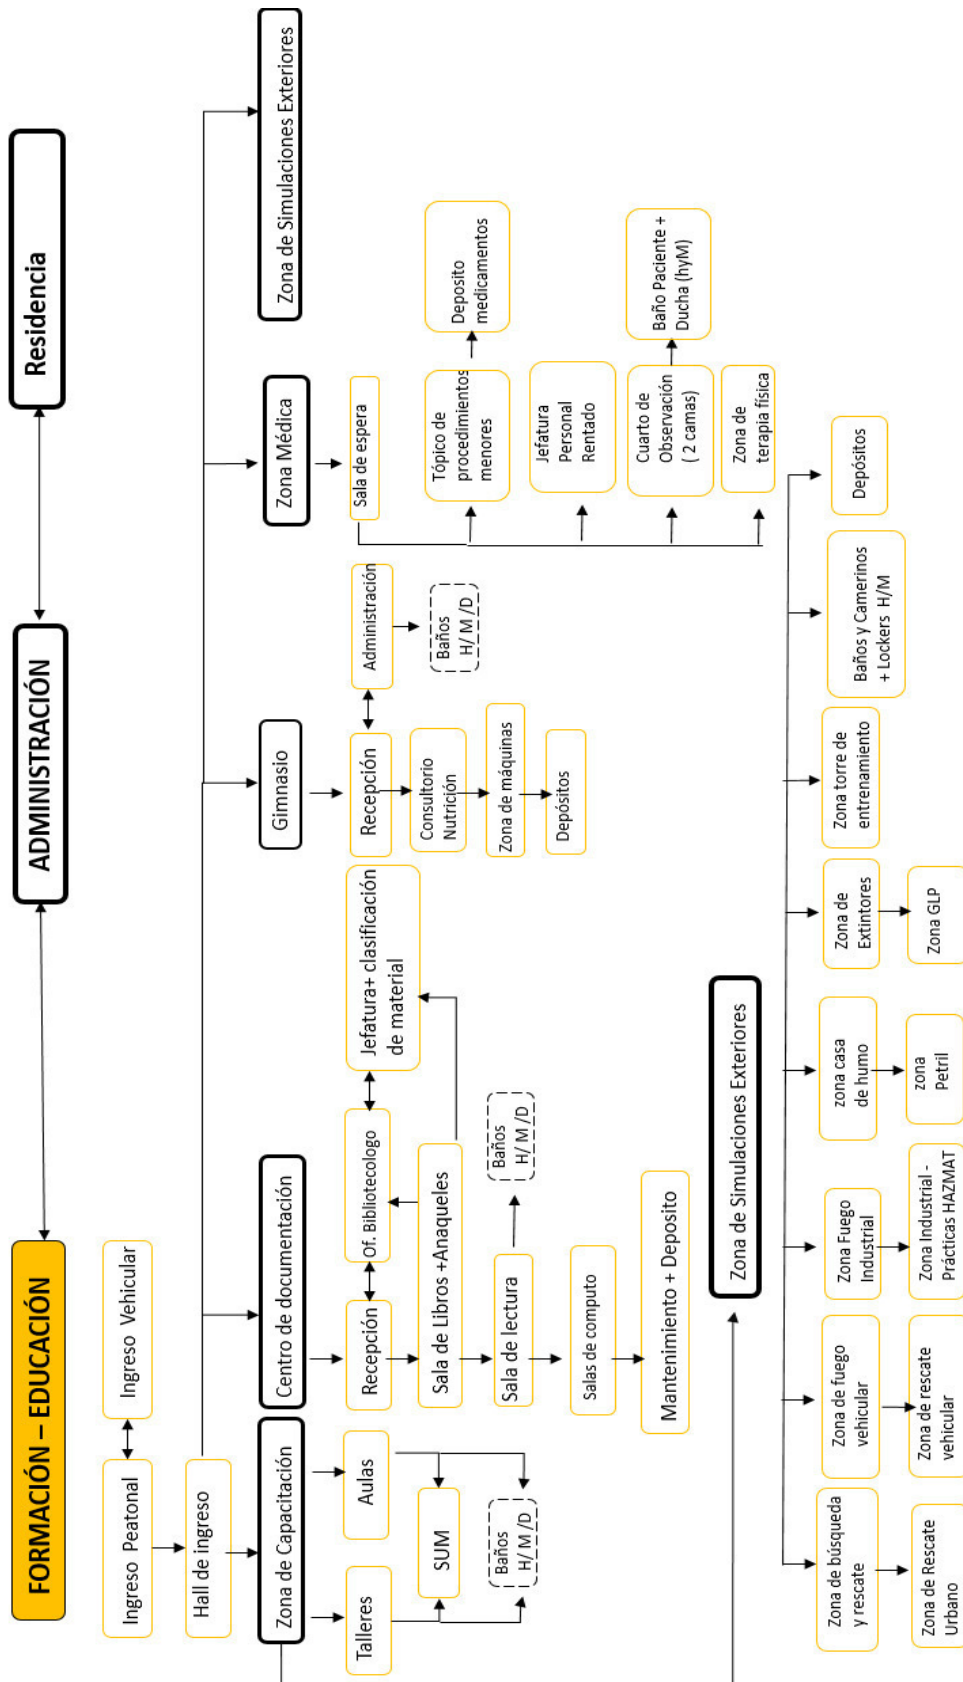 FORMACIÓN – EDUCACIÓN
ADMINISTRACIÓN
Residencia
Ingreso Peatonal
Ingreso Vehicular
Hall de ingreso
Zona de Capacitación
Centro de documentación
Gimnasio
Zona Médica
Zona de Simulaciones Exteriores
Talleres
Aulas
SUM
Baños
H/ M /D
Recepción
Of. Bibliotecologo
Jefatura+ clasificación
de material
Sala de Libros +Anaqueles
Sala de lectura
Baños
H/ M /D
Salas de computo
Mantenimiento + Deposito
Recepción
Administración
Baños
H/ M /D
Consultorio
Nutrición
Zona de máquinas
Depósitos
Sala de espera
Tópico de
procedimientos
menores
Deposito
medicamentos
Jefatura
Personal
Rentado
Cuarto de
Observación
( 2 camas)
Baño Paciente +
Ducha (hyM)
Zona de
terapia física
Zona de Simulaciones Exteriores
Zona de búsqueda
y rescate
Zona de fuego
vehicular
Zona Fuego
Industrial
zona casa
de humo
Zona de
Extintores
Zona torre de
entrenamiento
Baños y Camerinos
+ Lockers H/M
Depósitos
Zona de Rescate
Urbano
Zona de rescate
vehicular
Zona Industrial -
Prácticas HAZMAT
zona
Petril
Zona GLP